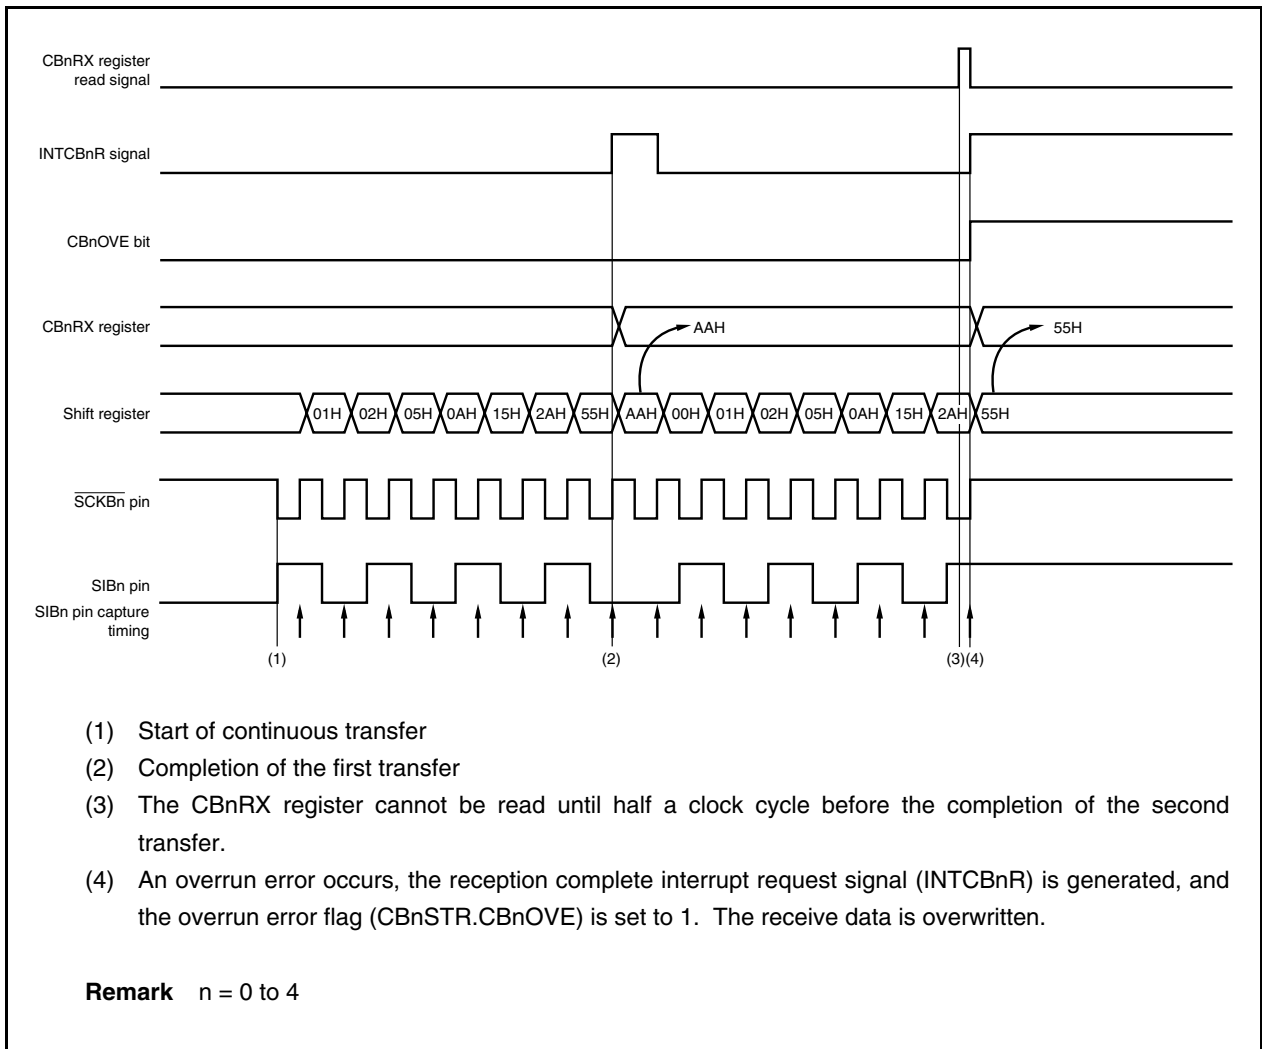 CBnRX register
read signal
INTCBnR signal
CBnOVE bit
CBnRX register
AAH
55H
Shift register
01H 02H 05H 0AH 15H 2AH 55H AAH 00H 01H 02H 05H 0AH 15H 2AH 55H
SCKBn pin
SIBn pin
SIBn pin capture
timing
(1) (2) (3)(4)
(1) Start of continuous transfer
(2) Completion of the first transfer
(3) The CBnRX register cannot be read until half a clock cycle before the completion of the second
transfer.
(4) An overrun error occurs, the reception complete interrupt request signal (INTCBnR) is generated, and
the overrun error flag (CBnSTR.CBnOVE) is set to 1. The receive data is overwritten.
Remark n = 0 to 4